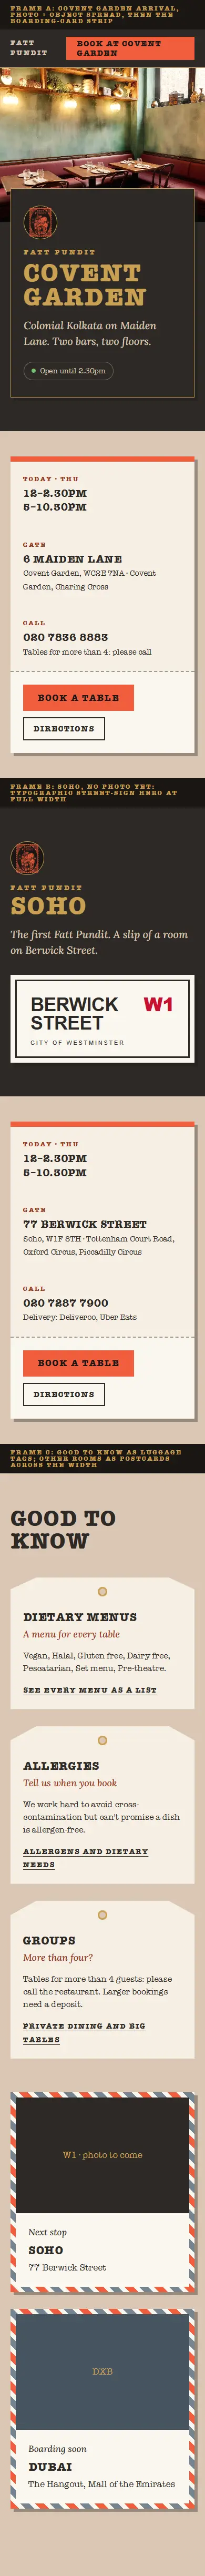 FRAME A: COVENT GARDEN ARRIVAL,
PHOTO + OBJECT SPREAD, THEN THE
BOARDING-CARD STRIP
FATT
PUNDIT
BOOK AT COVENT
GARDEN
FATT PUNDIT
COVENT
GARDEN
Colonial Kolkata on Maiden
Lane. Two bars, two floors.
Open until 2.30pm
TODAY · THU
12–2.30PM
5–10.30PM
GATE
6 MAIDEN LANE
Covent Garden, WC2E 7NA · Covent
Garden, Charing Cross
CALL
020 7836 8883
Tables for more than 4: please call
BOOK A TABLE
DIRECTIONS
FRAME B: SOHO, NO PHOTO YET:
TYPOGRAPHIC STREET-SIGN HERO AT
FULL WIDTH
FATT PUNDIT
SOHO
The first Fatt Pundit. A slip of a room
on Berwick Street.
BERWICK
STREET
W1
CITY OF WESTMINSTER
TODAY · THU
12–2.30PM
5–10.30PM
GATE
77 BERWICK STREET
Soho, W1F 8TH · Tottenham Court Road,
Oxford Circus, Piccadilly Circus
CALL
020 7287 7900
Delivery: Deliveroo, Uber Eats
BOOK A TABLE
DIRECTIONS
FRAME C: GOOD TO KNOW AS LUGGAGE
TAGS; OTHER ROOMS AS POSTCARDS
ACROSS THE WIDTH
GOOD TO
KNOW
DIETARY MENUS
A menu for every table
Vegan, Halal, Gluten free, Dairy free,
Pescatarian, Set menu, Pre-theatre.
SEE EVERY MENU AS A LIST
ALLERGIES
Tell us when you book
We work hard to avoid cross-
contamination but can't promise a dish
is allergen-free.
ALLERGENS AND DIETARY
NEEDS
GROUPS
More than four?
Tables for more than 4 guests: please
call the restaurant. Larger bookings
need a deposit.
PRIVATE DINING AND BIG
TABLES
W1 · photo to come
Next stop
SOHO
77 Berwick Street
DXB
Boarding soon
DUBAI
The Hangout, Mall of the Emirates